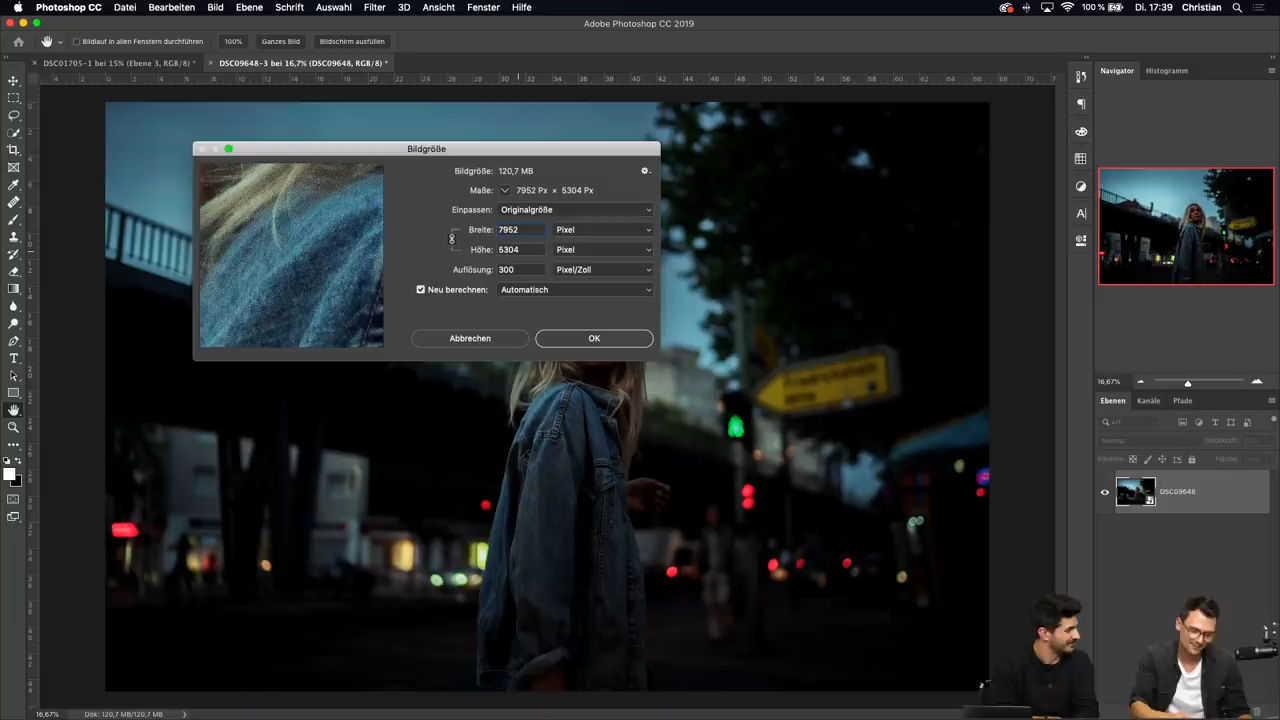 Photoshop CC Datei Bearbeiten Bild Ebene Schrift Auswahl Filter 3D Ansicht Fenster Hilfe 100 % Di. 17:39 Christian
Adobe Photoshop CC 2019
Bildlauf in allen Fenstern durchführen 100% Ganzes Bild Bildschirm ausfüllen
DSC01705-1 bei 15% (Ebene 3, RGB/8) * DSC09648-3 bei 16,7% (DSC09648, RGB/8) *
Navigator Histogramm
Bildgröße
Bildgröße: 120,7 MB
Maße: 7952 Px × 5304 Px
Einpassen: Originalgröße
Breite: 7952 Pixel
Höhe: 5304 Pixel
Auflösung: 300 Pixel/Zoll
Neu berechnen: Automatisch
Abbrechen OK
16,67%
Ebenen Kanäle Pfade
Art
Normal Deckkraft:
Fixieren: Fläche:
DSC09648
16,67% Dok: 120,7 MB/120,7 MB